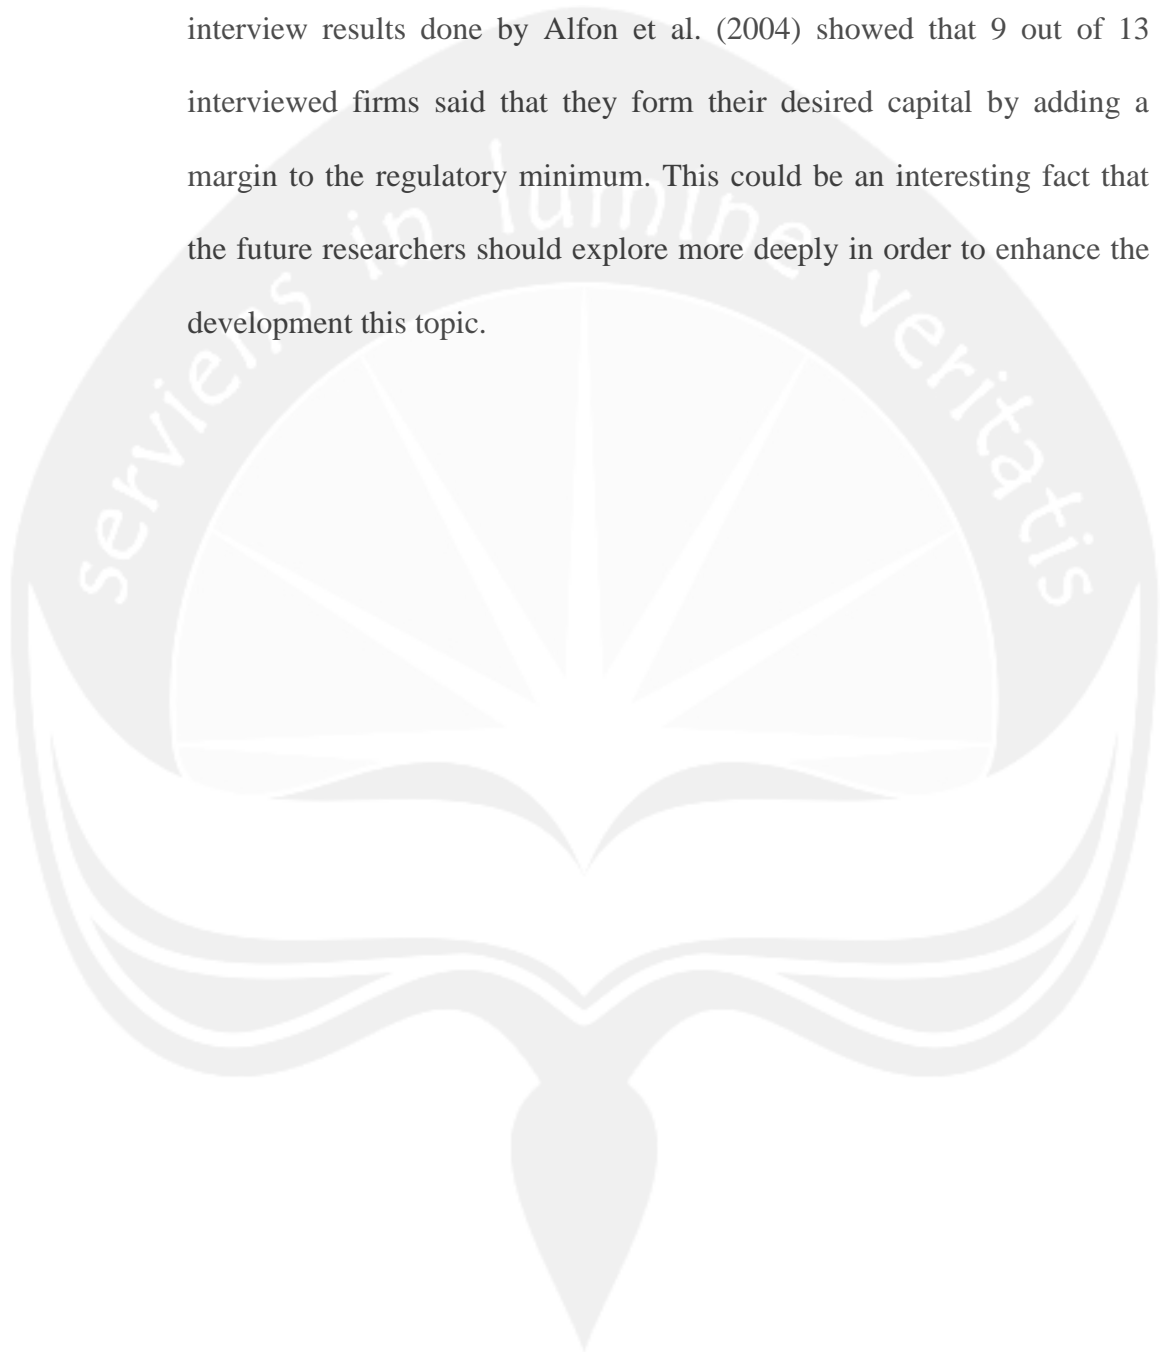 interview results done by Alfon et al. (2004) showed that 9 out of 13
interviewed firms said that they form their desired capital by adding a
margin to the regulatory minimum. This could be an interesting fact that
the future researchers should explore more deeply in order to enhance the
development this topic.
serviens in lumine veritatis